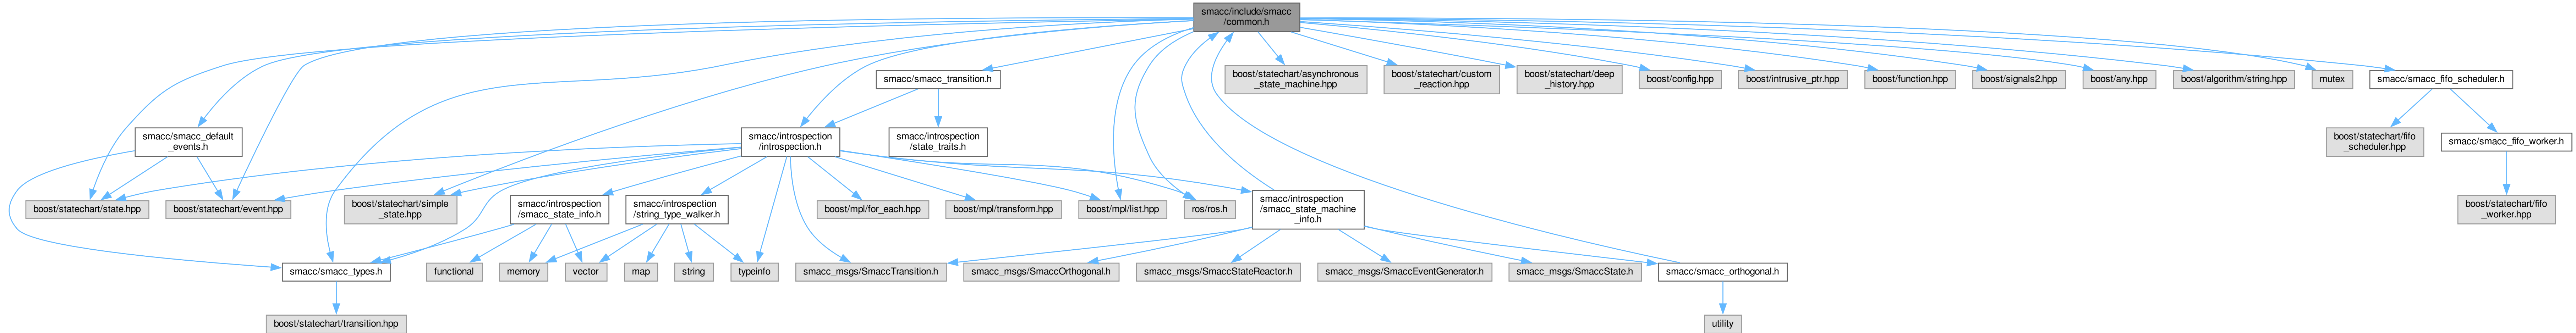 smacc/include/smacc
/common.h
smacc/smacc_transition.h
boost/statechart/asynchronous
_state_machine.hpp
boost/statechart/custom
_reaction.hpp
boost/statechart/deep
_history.hpp
boost/config.hpp
boost/intrusive_ptr.hpp
boost/function.hpp
boost/signals2.hpp
boost/any.hpp
boost/algorithm/string.hpp
mutex
smacc/smacc_fifo_scheduler.h
smacc/smacc_default
_events.h
smacc/introspection
/introspection.h
smacc/introspection
/state_traits.h
boost/statechart/fifo
_scheduler.hpp
smacc/smacc_fifo_worker.h
boost/statechart/state.hpp
boost/statechart/event.hpp
boost/statechart/simple
_state.hpp
smacc/introspection
/smacc_state_info.h
smacc/introspection
/string_type_walker.h
boost/mpl/for_each.hpp
boost/mpl/transform.hpp
boost/mpl/list.hpp
ros/ros.h
smacc/introspection
/smacc_state_machine
_info.h
boost/statechart/fifo
_worker.hpp
smacc/smacc_types.h
functional
memory
vector
map
string
typeinfo
smacc_msgs/SmaccTransition.h
smacc_msgs/SmaccOrthogonal.h
smacc_msgs/SmaccStateReactor.h
smacc_msgs/SmaccEventGenerator.h
smacc_msgs/SmaccState.h
smacc/smacc_orthogonal.h
boost/statechart/transition.hpp
utility